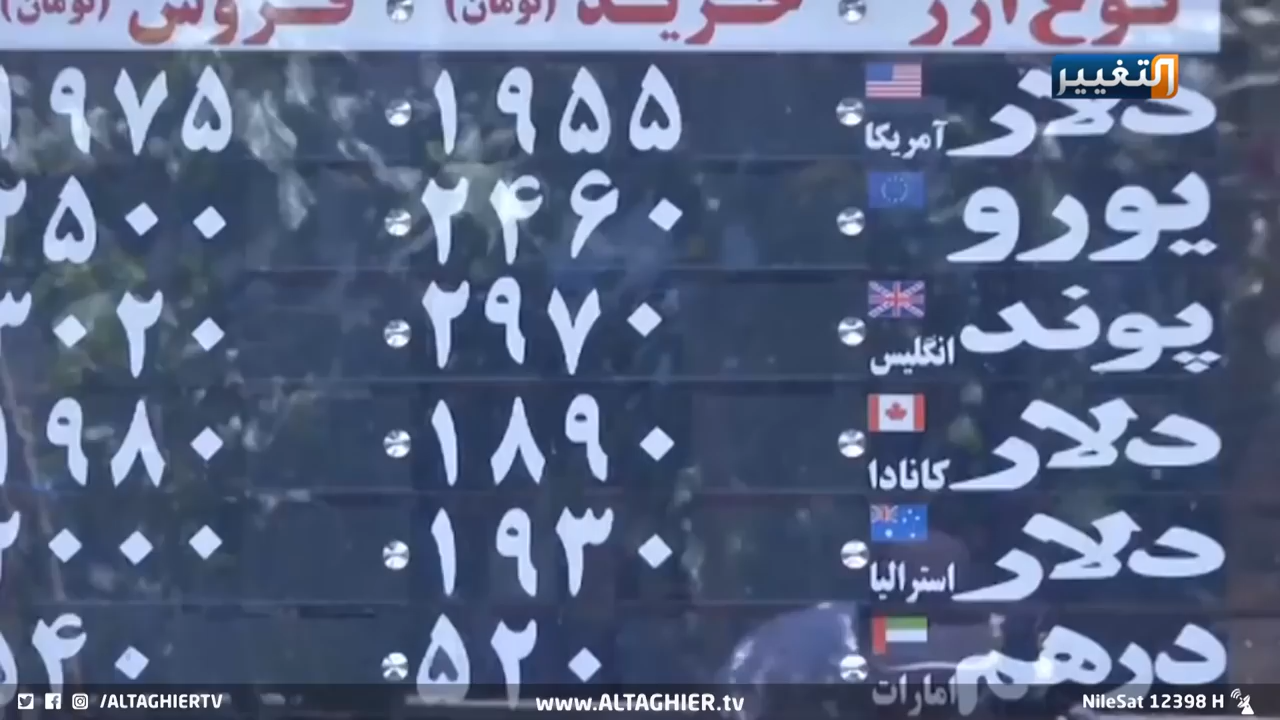 نوع ارز خرید (تومان) فروش (تومان)
التغيير
دلار آمریکا ۱۹۵۵ ۱۹۷۵
یورو ۲۴۶۰ ۲۵۰۰
پوند انگلیس ۲۹۷۰ ۳۰۲۰
دلار کانادا ۱۸۹۰ ۱۹۸۰
دلار استرالیا ۱۹۳۰ ۲۰۰۰
درهم امارات ۵۲۰ ۵۴۰
/ALTAGHIERTV www.ALTAGHIER.tv NileSat 12398 H